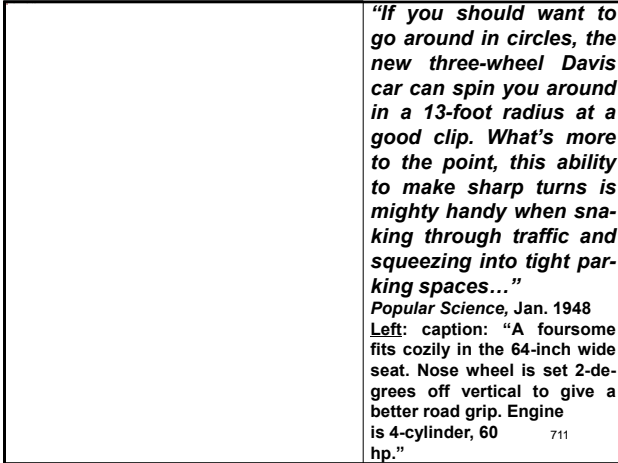 “If you should want to
go around in circles, the
new three-wheel Davis
car can spin you around
in a 13-foot radius at a
good clip. What’s more
to the point, this ability
to make sharp turns is
mighty handy when sna-
king through traffic and
squeezing into tight par-
king spaces…”
Popular Science, Jan. 1948
Left: caption: “A foursome
fits cozily in the 64-inch wide
seat. Nose wheel is set 2-de-
grees off vertical to give a
better road grip. Engine
is 4-cylinder, 60
hp.”
711